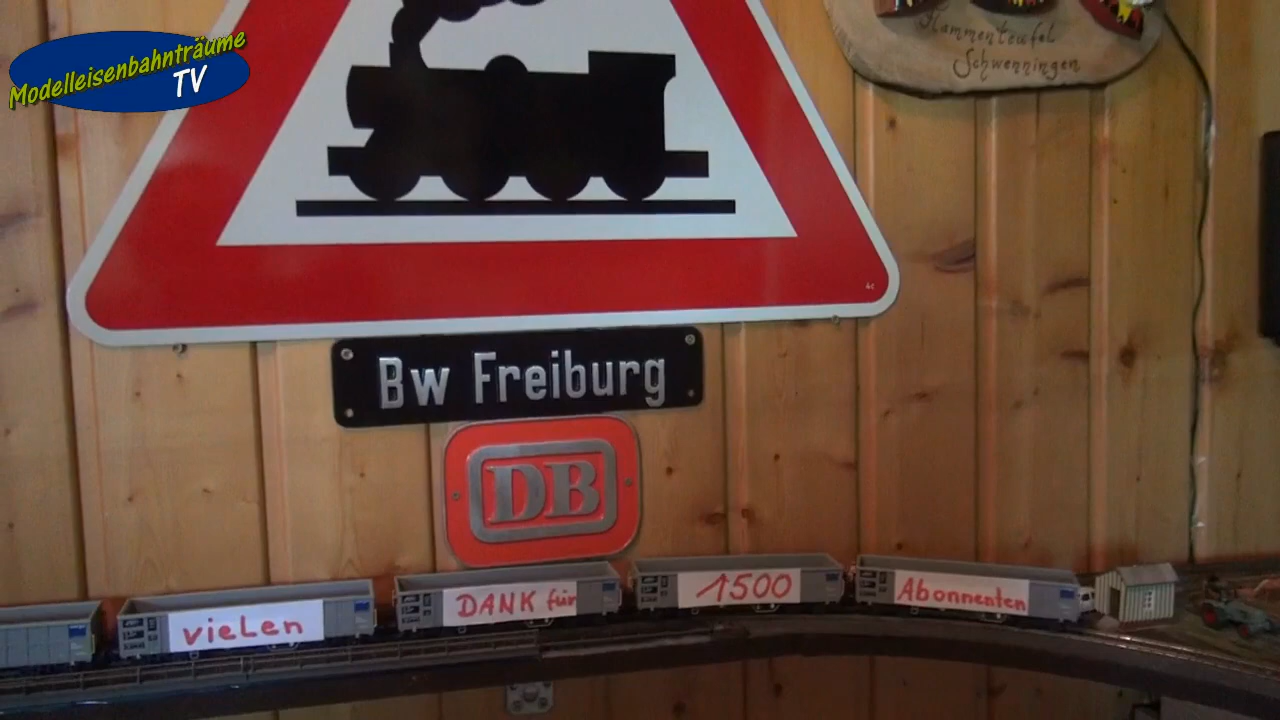 Modelleisenbahnträume
TV
Flammenteufel
Schwenningen
Bw Freiburg
DB
vielen
DANK für
1500
Abonnenten